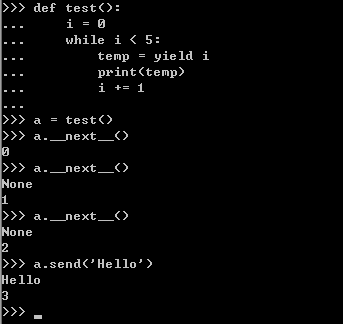 >>> def test():
...     i = 0
...     while i < 5:
...         temp = yield i
...         print(temp)
...         i += 1
...
>>> a = test()
>>> a.__next__()
0
>>> a.__next__()
None
1
>>> a.__next__()
None
2
>>> a.send('Hello')
Hello
3
>>> _